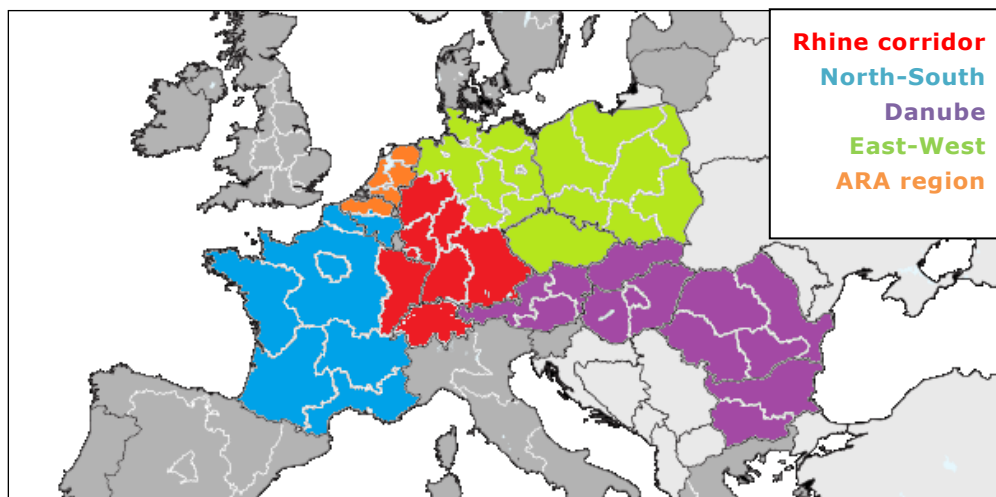 Rhine corridor
North-South
Danube
East-West
ARA region